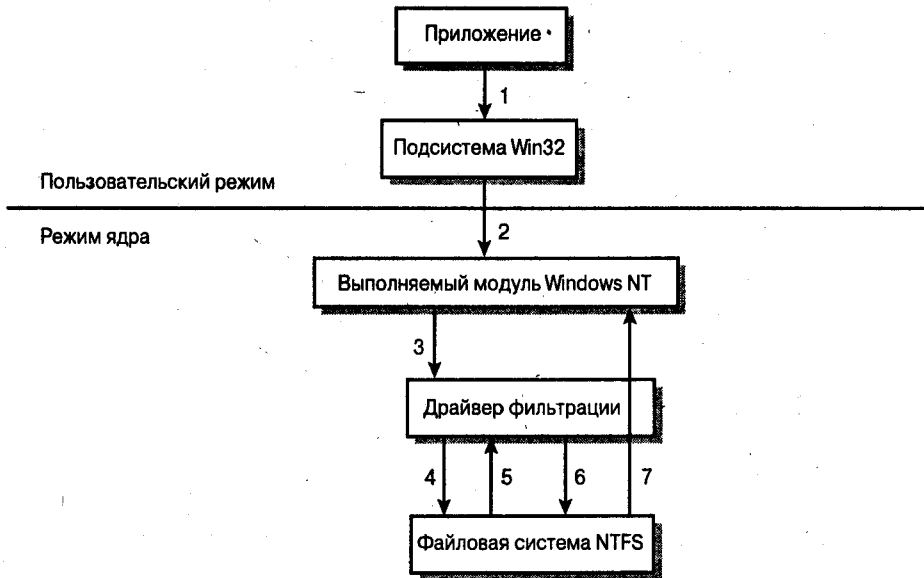 Приложение
1
Подсистема Win32
Пользовательский режим
Режим ядра
2
Выполняемый модуль Windows NT
3
Драйвер фильтрации
4 5 6 7
Файловая система NTFS